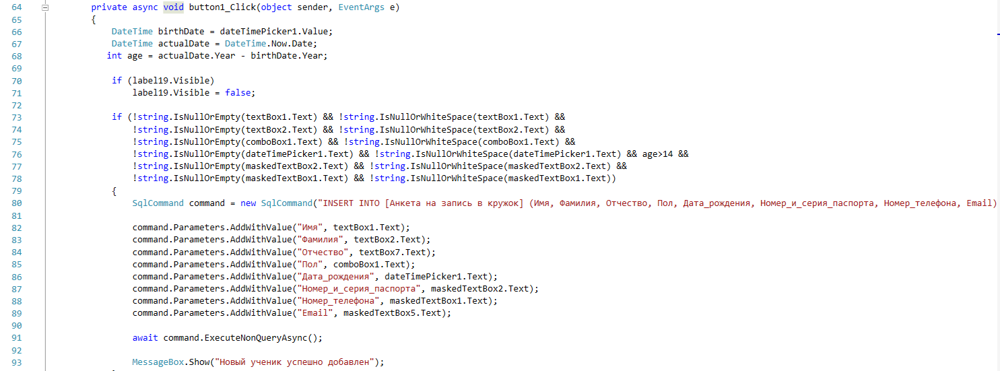 64 private async void button1_Click(object sender, EventArgs e)
65 {
66 DateTime birthDate = dateTimePicker1.Value;
67 DateTime actualDate = DateTime.Now.Date;
68 int age = actualDate.Year - birthDate.Year;
69
70 if (label19.Visible)
71 label19.Visible = false;
72
73 if (!string.IsNullOrEmpty(textBox1.Text) && !string.IsNullOrWhiteSpace(textBox1.Text) &&
74 !string.IsNullOrEmpty(textBox2.Text) && !string.IsNullOrWhiteSpace(textBox2.Text) &&
75 !string.IsNullOrEmpty(comboBox1.Text) && !string.IsNullOrWhiteSpace(comboBox1.Text) &&
76 !string.IsNullOrEmpty(dateTimePicker1.Text) && !string.IsNullOrWhiteSpace(dateTimePicker1.Text) && age>14 &&
77 !string.IsNullOrEmpty(maskedTextBox2.Text) && !string.IsNullOrWhiteSpace(maskedTextBox2.Text) &&
78 !string.IsNullOrEmpty(maskedTextBox1.Text) && !string.IsNullOrWhiteSpace(maskedTextBox1.Text))
79 {
80 SqlCommand command = new SqlCommand("INSERT INTO [Анкета на запись в кружок] (Имя, Фамилия, Отчество, Пол, Дата_рождения, Номер_и_серия_паспорта, Номер_телефона, Email)
81
82 command.Parameters.AddWithValue("Имя", textBox1.Text);
83 command.Parameters.AddWithValue("Фамилия", textBox2.Text);
84 command.Parameters.AddWithValue("Отчество", textBox7.Text);
85 command.Parameters.AddWithValue("Пол", comboBox1.Text);
86 command.Parameters.AddWithValue("Дата_рождения", dateTimePicker1.Text);
87 command.Parameters.AddWithValue("Номер_и_серия_паспорта", maskedTextBox2.Text);
88 command.Parameters.AddWithValue("Номер_телефона", maskedTextBox1.Text);
89 command.Parameters.AddWithValue("Email", maskedTextBox5.Text);
90
91 await command.ExecuteNonQueryAsync();
92
93 MessageBox.Show("Новый ученик успешно добавлен");